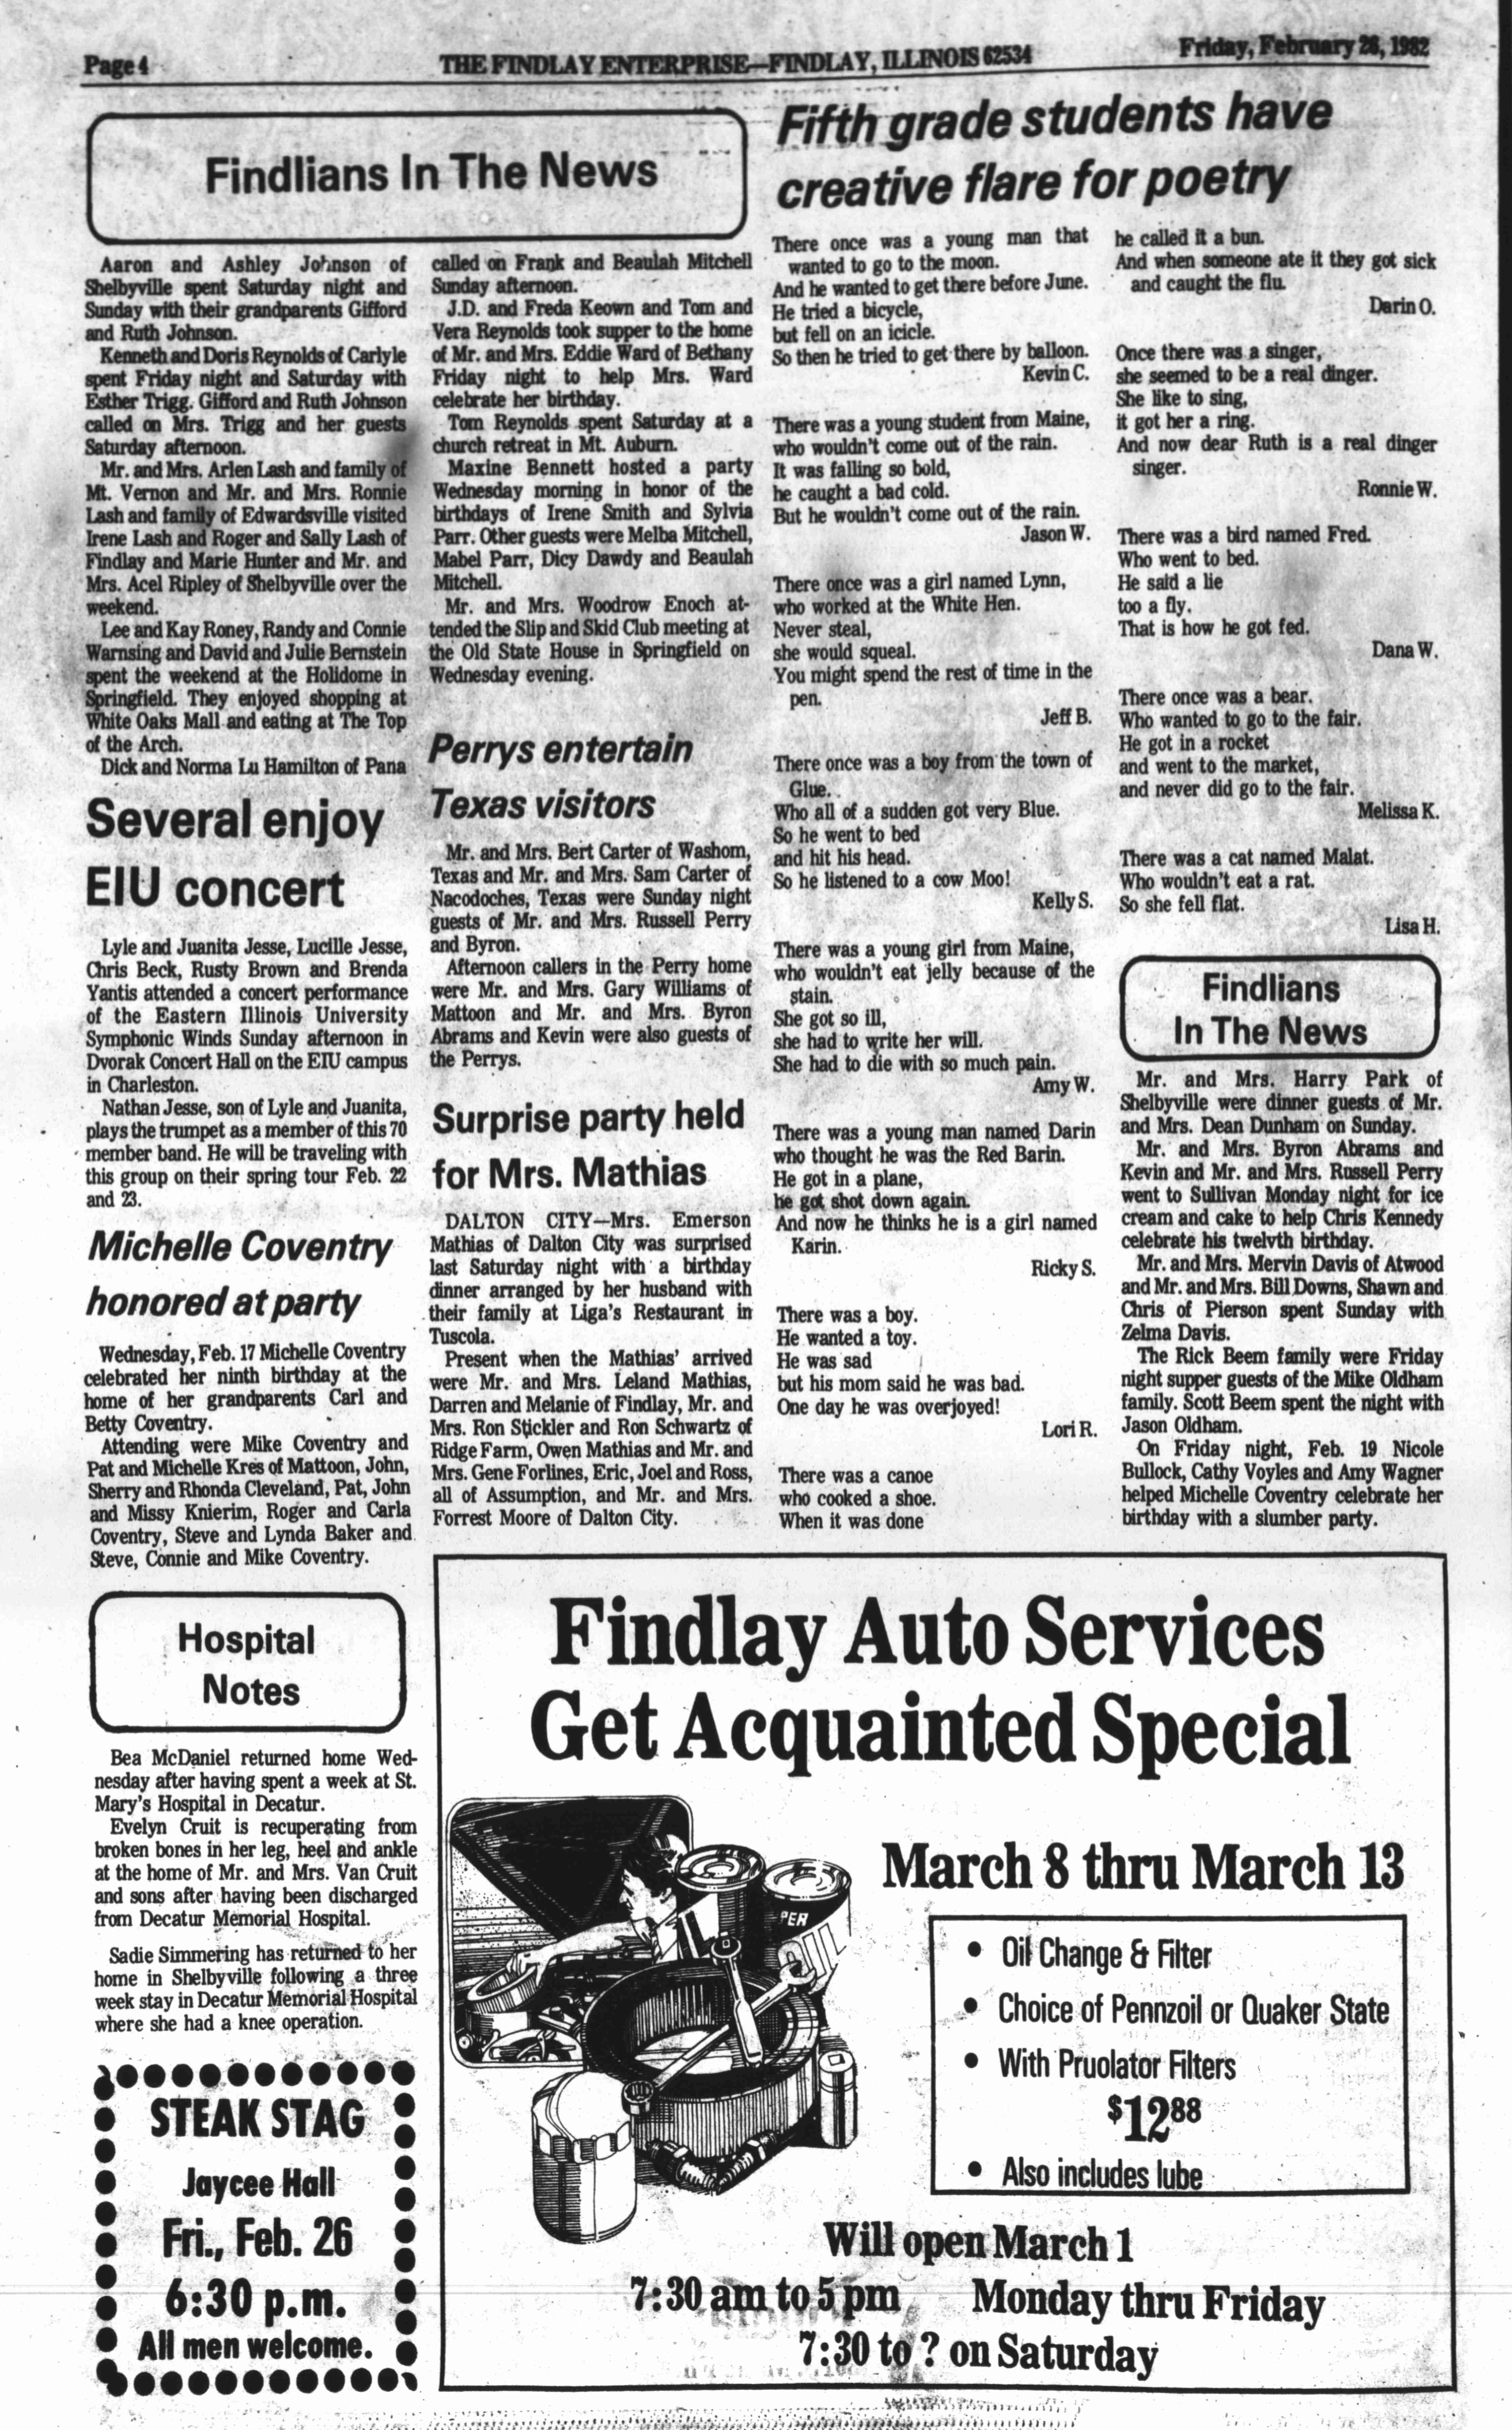 Page 4
THE FINDLAY ENTERPRISE—FINDLAY, ILLINOIS 62534
Friday, February 26, 1982
Findlians In The News
Aaron and Ashley Johnson of
Shelbyville spent Saturday night and
Sunday with their grandparents Gifford
and Ruth Johnson.
Kenneth and Doris Reynolds of Carlyle
spent Friday night and Saturday with
Esther Trigg. Gifford and Ruth Johnson
called on Mrs. Trigg and her guests
Saturday afternoon.
Mr. and Mrs. Arlen Lash and family of
Mt. Vernon and Mr. and Mrs. Ronnie
Lash and family of Edwardsville visited
Irene Lash and Roger and Sally Lash of
Findlay and Marie Hunter and Mr. and
Mrs. Acel Ripley of Shelbyville over the
weekend.
Lee and Kay Roney, Randy and Connie
Warnsing and David and Julie Bernstein
spent the weekend at the Holidome in
Springfield. They enjoyed shopping at
White Oaks Mall and eating at The Top
of the Arch.
Dick and Norma Lu Hamilton of Pana
called on Frank and Beaulah Mitchell
Sunday afternoon.
J.D. and Freda Keown and Tom and
Vera Reynolds took supper to the home
of Mr. and Mrs. Eddie Ward of Bethany
Friday night to help Mrs. Ward
celebrate her birthday.
Tom Reynolds spent Saturday at a
church retreat in Mt. Auburn.
Maxine Bennett hosted a party
Wednesday morning in honor of the
birthdays of Irene Smith and Sylvia
Parr. Other guests were Melba Mitchell,
Mabel Parr, Dicy Dawdy and Beaulah
Mitchell.
Mr. and Mrs. Woodrow Enoch at-
tended the Slip and Skid Club meeting at
the Old State House in Springfield on
Wednesday evening.
Several enjoy
EIU concert
Lyle and Juanita Jesse, Lucille Jesse,
Chris Beck, Rusty Brown and Brenda
Yantis attended a concert performance
of the Eastern Illinois University
Symphonic Winds Sunday afternoon in
Dvorak Concert Hall on the EIU campus
in Charleston.
Nathan Jesse, son of Lyle and Juanita,
plays the trumpet as a member of this 70
member band. He will be traveling with
this group on their spring tour Feb. 22
and 23.
Michelle Coventry
honored at party
Wednesday, Feb. 17 Michelle Coventry
celebrated her ninth birthday at the
home of her grandparents Carl and
Betty Coventry.
Attending were Mike Coventry and
Pat and Michelle Kres of Mattoon, John,
Sherry and Rhonda Cleveland, Pat, John
and Missy Knierim, Roger and Carla
Coventry, Steve and Lynda Baker and
Steve, Connie and Mike Coventry.
Hospital
Notes
Bea McDaniel returned home Wed-
nesday after having spent a week at St.
Mary's Hospital in Decatur.
Evelyn Cruit is recuperating from
broken bones in her leg, heel and ankle
at the home of Mr. and Mrs. Van Cruit
and sons after having been discharged
from Decatur Memorial Hospital.
Sadie Simmering has returned to her
home in Shelbyville following a three
week stay in Decatur Memorial Hospital
where she had a knee operation.
STEAK STAG
Jaycee Hall
Fri., Feb. 26
6:30 p.m.
All men welcome.
Perrys entertain
Texas visitors
Mr. and Mrs. Bert Carter of Washom,
Texas and Mr. and Mrs. Sam Carter of
Nacodoches, Texas were Sunday night
guests of Mr. and Mrs. Russell Perry
and Byron.
Afternoon callers in the Perry home
were Mr. and Mrs. Gary Williams of
Mattoon and Mr. and Mrs. Byron
Abrams and Kevin were also guests of
the Perrys.
Surprise party held
for Mrs. Mathias
DALTON CITY—Mrs. Emerson
Mathias of Dalton City was surprised
last Saturday night with a birthday
dinner arranged by her husband with
their family at Liga's Restaurant in
Tuscola.
Present when the Mathias' arrived
were Mr. and Mrs. Leland Mathias,
Darren and Melanie of Findlay, Mr. and
Mrs. Ron Stickler and Ron Schwartz of
Ridge Farm, Owen Mathias and Mr. and
Mrs. Gene Forlines, Eric, Joel and Ross,
all of Assumption, and Mr. and Mrs.
Forrest Moore of Dalton City.
Fifth grade students have
creative flare for poetry
There once was a young man that
wanted to go to the moon.
And he wanted to get there before June.
He tried a bicycle,
but fell on an icicle.
So then he tried to get there by balloon.
Kevin C.
There was a young student from Maine,
who wouldn't come out of the rain.
It was falling so bold,
he caught a bad cold.
But he wouldn't come out of the rain.
Jason W.
There once was a girl named Lynn,
who worked at the White Hen.
Never steal,
she would squeal.
You might spend the rest of time in the
pen.
Jeff B.
There once was a boy from the town of
Glue.
Who all of a sudden got very Blue.
So he went to bed
and hit his head.
So he listened to a cow Moo!
Kelly S.
There was a young girl from Maine,
who wouldn't eat jelly because of the
stain.
She got so ill,
she had to write her will.
She had to die with so much pain.
Amy W.
There was a young man named Darin
who thought he was the Red Barin.
He got in a plane,
he got shot down again.
And now he thinks he is a girl named
Karin.
Ricky S.
There was a boy.
He wanted a toy.
He was sad
but his mom said he was bad.
One day he was overjoyed!
Lori R.
There was a canoe
who cooked a shoe.
When it was done
he called it a bun.
And when someone ate it they got sick
and caught the flu.
Darin O.
Once there was a singer,
she seemed to be a real dinger.
She like to sing,
it got her a ring.
And now dear Ruth is a real dinger
singer.
Ronnie W.
There was a bird named Fred.
Who went to bed.
He said a lie
too a fly.
That is how he got fed.
Dana W.
There once was a bear.
Who wanted to go to the fair.
He got in a rocket
and went to the market,
and never did go to the fair.
Melissa K.
There was a cat named Malat.
Who wouldn't eat a rat.
So she fell flat.
Lisa H.
Findlians
In The News
Mr. and Mrs. Harry Park of
Shelbyville were dinner guests of Mr.
and Mrs. Dean Dunham on Sunday.
Mr. and Mrs. Byron Abrams and
Kevin and Mr. and Mrs. Russell Perry
went to Sullivan Monday night for ice
cream and cake to help Chris Kennedy
celebrate his twelvth birthday.
Mr. and Mrs. Mervin Davis of Atwood
and Mr. and Mrs. Bill Downs, Shawn and
Chris of Pierson spent Sunday with
Zelma Davis.
The Rick Beem family were Friday
night supper guests of the Mike Oldham
family. Scott Beem spent the night with
Jason Oldham.
On Friday night, Feb. 19 Nicole
Bullock, Cathy Voyles and Amy Wagner
helped Michelle Coventry celebrate her
birthday with a slumber party.
Findlay Auto Services
Get Acquainted Special
PER
OIL
March 8 thru March 13
• Oil Change & Filter
• Choice of Pennzoil or Quaker State
• With Pruolator Filters
$12 88
• Also includes lube
Will open March 1
7:30 am to 5 pm Monday thru Friday
7:30 to ? on Saturday